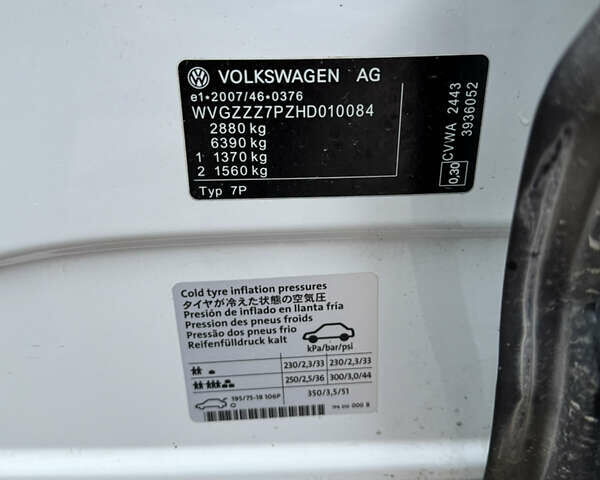 VOLKSWAGEN AG
e1*2007/46*0376
WVGZZZ7PZHD010084
2880 kg
6390 kg
1 1370 kg
2 1560 kg
Typ 7P
CVWA 2443
3936052
0,30
Cold tyre inflation pressures
タイヤが冷えた状態の空気圧
Presión de inflado en llanta fría
Pression des pneus froids
Pressão dos pneus frio
Reifenfülldruck kalt
kPa/bar/psi
230/2,3/33 230/2,3/33
250/2,5/36 300/3,0/44
195/75-18 106P 350/3,5/51